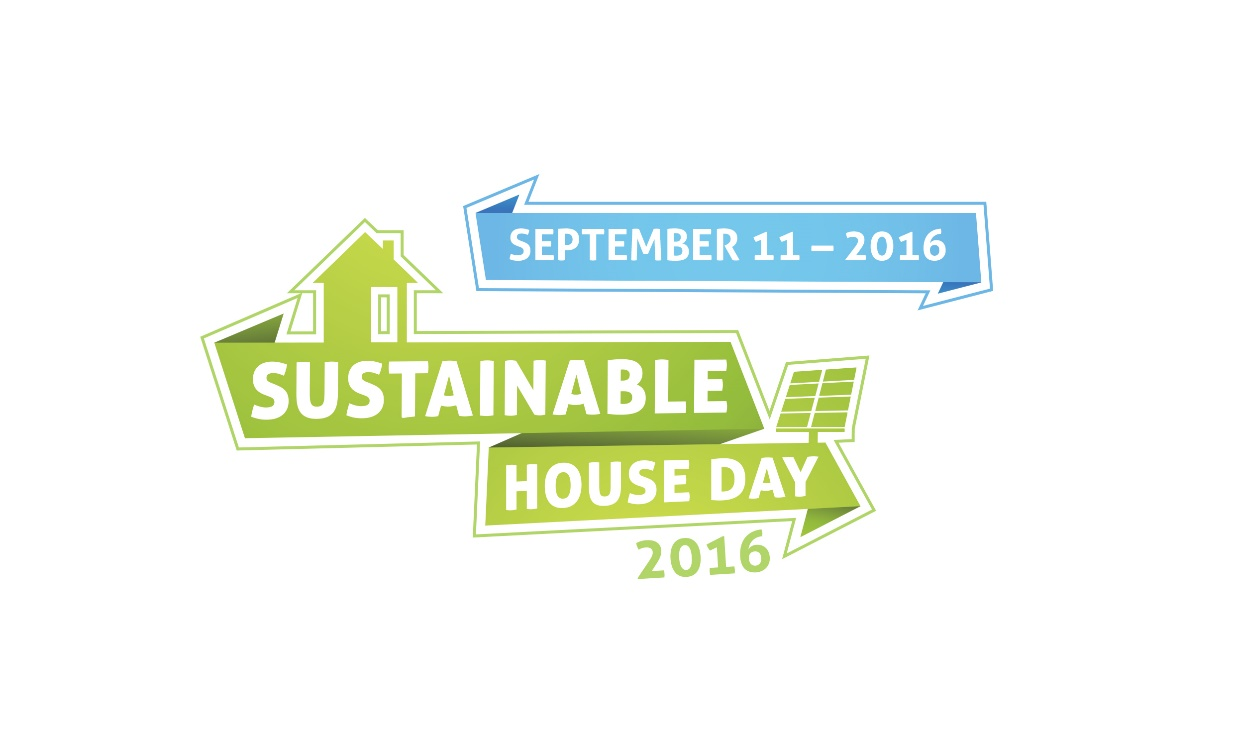 SEPTEMBER 11 – 2016
SUSTAINABLE
HOUSE DAY
2016